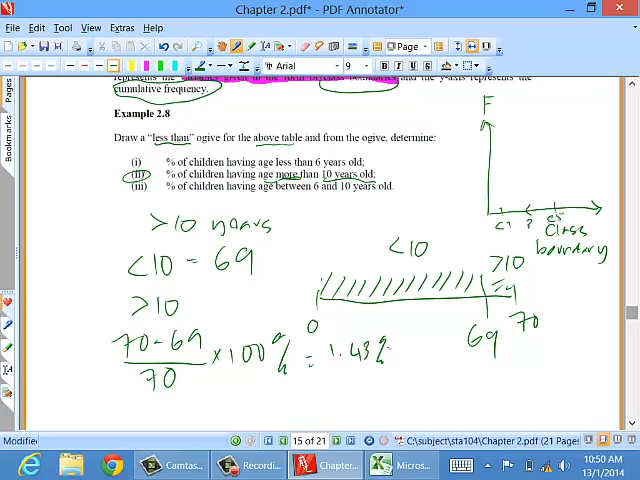 Chapter 2.pdf* - PDF Annotator*
File Edit Tool View Extras Help
Page
Arial 9 B I U S
represents the variables given in the form of class boundaries and the y-axis represents the
cumulative frequency.
Example 2.8
Draw a "less than" ogive for the above table and from the ogive, determine:
(i) % of children having age less than 6 years old;
(ii) % of children having age more than 10 years old;
(iii) % of children having age between 6 and 10 years old.
F
Class
boundary
>10 years
<10 = 69
>10
70-69
70
×100%
= 1.43%
<10
>10
0
69
70
Pages
Modified
15 of 21
C:\subject\sta104\Chapter 2.pdf (21 Pages
Camtas...
Recordi...
Chapter...
Micros...
10:50 AM
13/1/2014